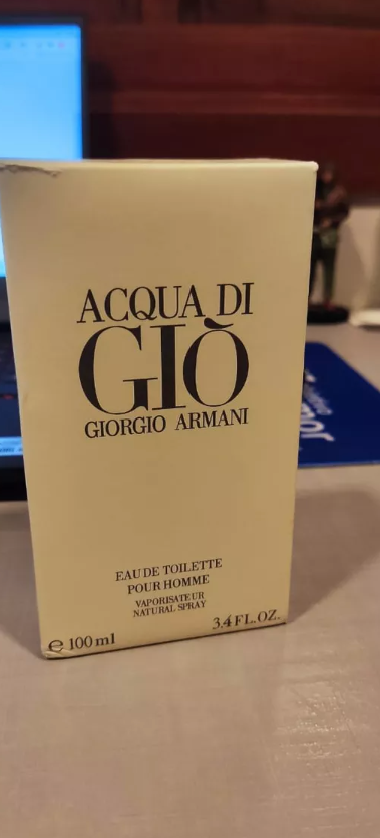 ACQUA DI
GIÒ
GIORGIO ARMANI
EAU DE TOILETTE
POUR HOMME
VAPORISATEUR
NATURAL SPRAY
℮ 100 ml
3.4 FL. OZ.